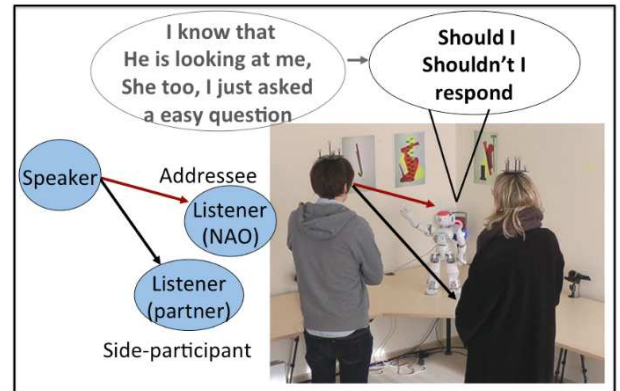 I know that
He is looking at me,
She too, I just asked
a easy question
Should I
Shouldn't I
respond
Speaker
Addressee
Listener
(NAO)
Listener
(partner)
Side-participant